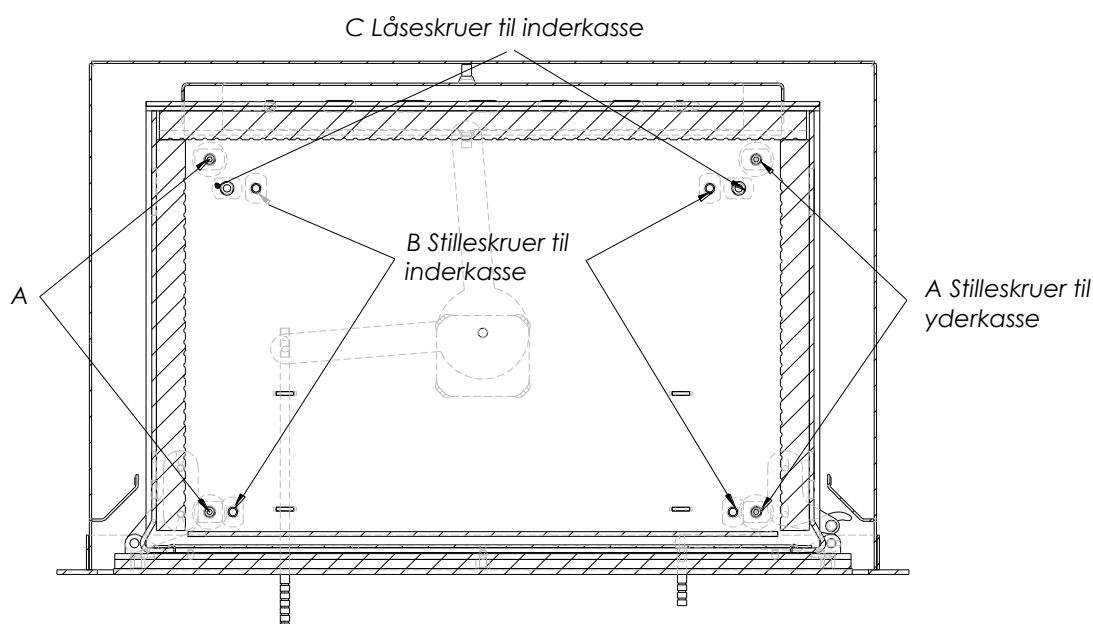 C Låseskruer til inderkasse
B Stilleskruer til
inderkasse
A
A Stilleskruer til
yderkasse